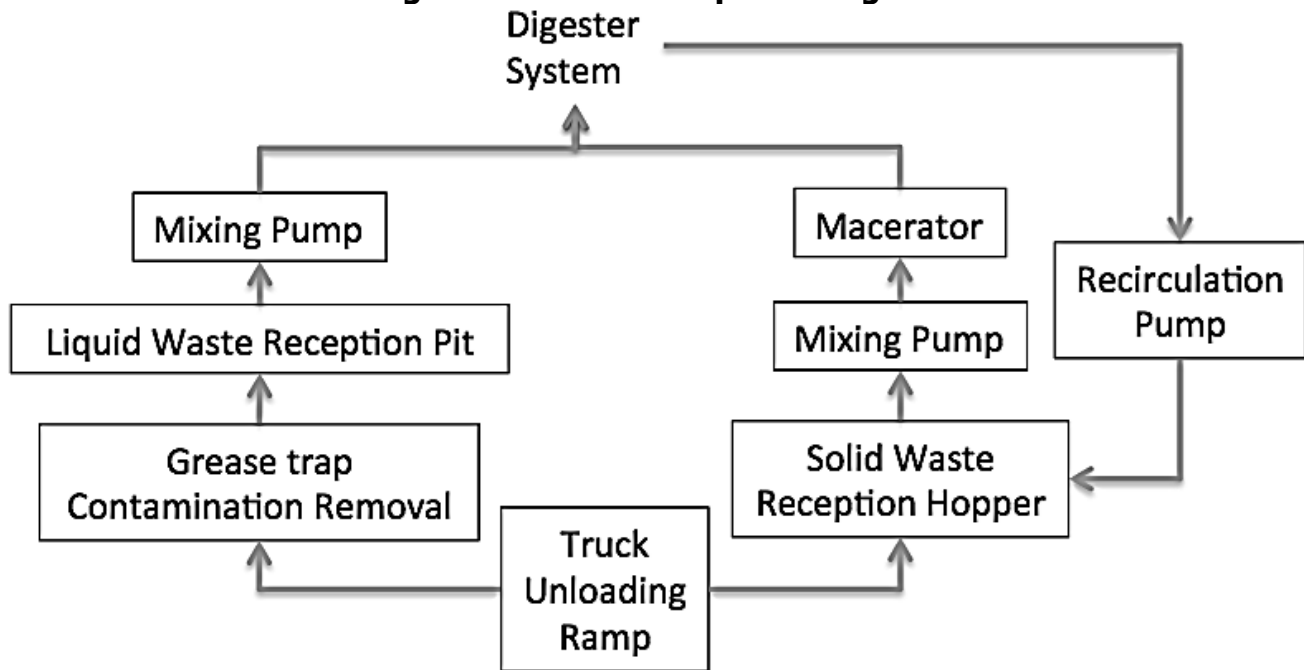 Digester
System
Mixing Pump
Macerator
Recirculation
Pump
Liquid Waste Reception Pit
Mixing Pump
Grease trap
Contamination Removal
Solid Waste
Reception Hopper
Truck
Unloading
Ramp